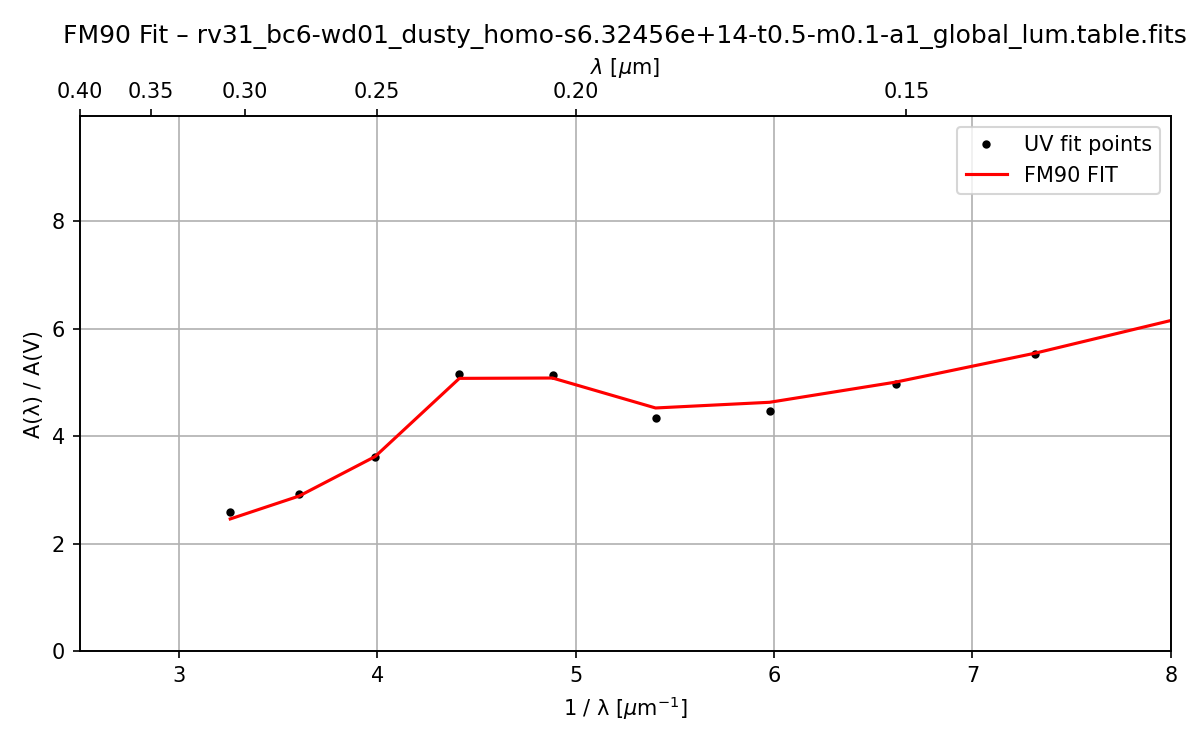 FM90 Fit – rv31_bc6-wd01_dusty_homo-s6.32456e+14-t0.5-m0.1-a1_global_lum.table.fits
λ [μm]
0.40 0.35 0.30 0.25 0.20 0.15
UV fit points
FM90 FIT
8
6
4
2
0
A(λ) / A(V)
3 4 5 6 7 8
1 / λ [μm⁻¹]